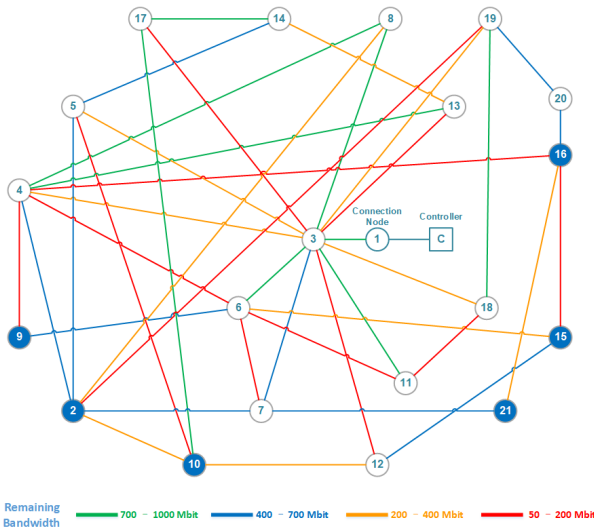 17
14
8
19
5
13
20
16
4
Connection
Node
Controller
3
1
C
6
18
9
15
11
2
7
21
10
12
Remaining
Bandwidth
700 - 1000 Mbit
400 - 700 Mbit
200 - 400 Mbit
50 - 200 Mbit